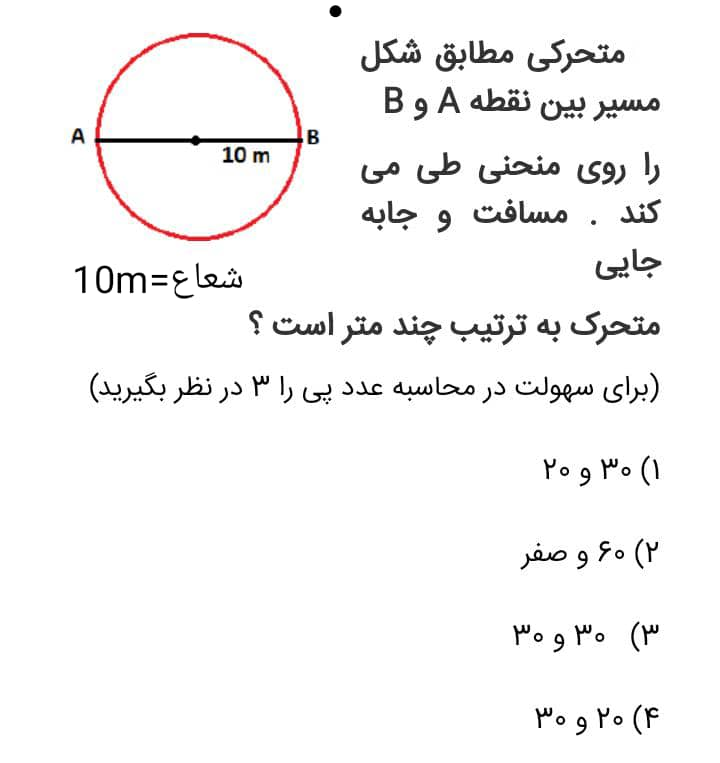 متحرکی مطابق شکل
مسیر بین نقطه A و B
را روی منحنی طی می
کند . مسافت و جابه
جایی
A
B
10 m
شعاع=10m
متحرک به ترتیب چند متر است ؟
(برای سهولت در محاسبه عدد پی را ۳ در نظر بگیرید)
۱) ۳۰ و ۲۰
۲) ۶۰ و صفر
۳) ۳۰ و ۳۰
۴) ۲۰ و ۳۰